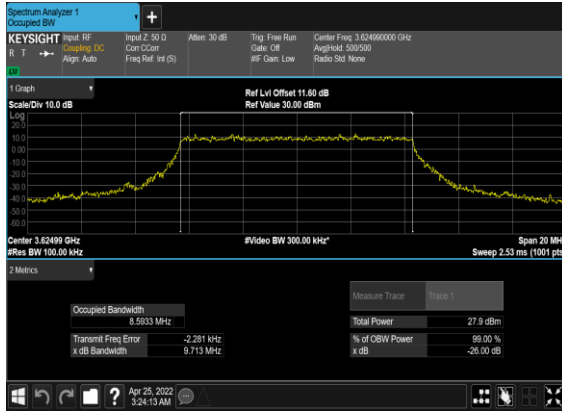 Spectrum Analyzer 1
Occupied BW
KEYSIGHT
R T
LU
Input: RF
Coupling: DC
Align: Auto
Input Z: 50 Ω
Corr CCorr
Freq Ref: Int (S)
Atten: 30 dB
Trig: Free Run
Gate: Off
#IF Gain: Low
Center Freq: 3.624990000 GHz
Avg|Hold: 500/500
Radio Std: None
1 Graph
Scale/Div 10.0 dB
Ref Lvl Offset 11.60 dB
Ref Value 30.00 dBm
Log
20.0
10.0
0.00
-10.0
-20.0
-30.0
-40.0
-50.0
-60.0
Center 3.62499 GHz
#Res BW 100.00 kHz
#Video BW 300.00 kHz*
Span 20 MH
Sweep 2.53 ms (1001 pts
2 Metrics
Measure Trace
Trace 1
Occupied Bandwidth
8.5933 MHz
Total Power
27.9 dBm
Transmit Freq Error
-2.281 kHz
% of OBW Power
99.00 %
x dB Bandwidth
9.713 MHz
x dB
-26.00 dB
?
Apr 25, 2022
3:24:13 AM